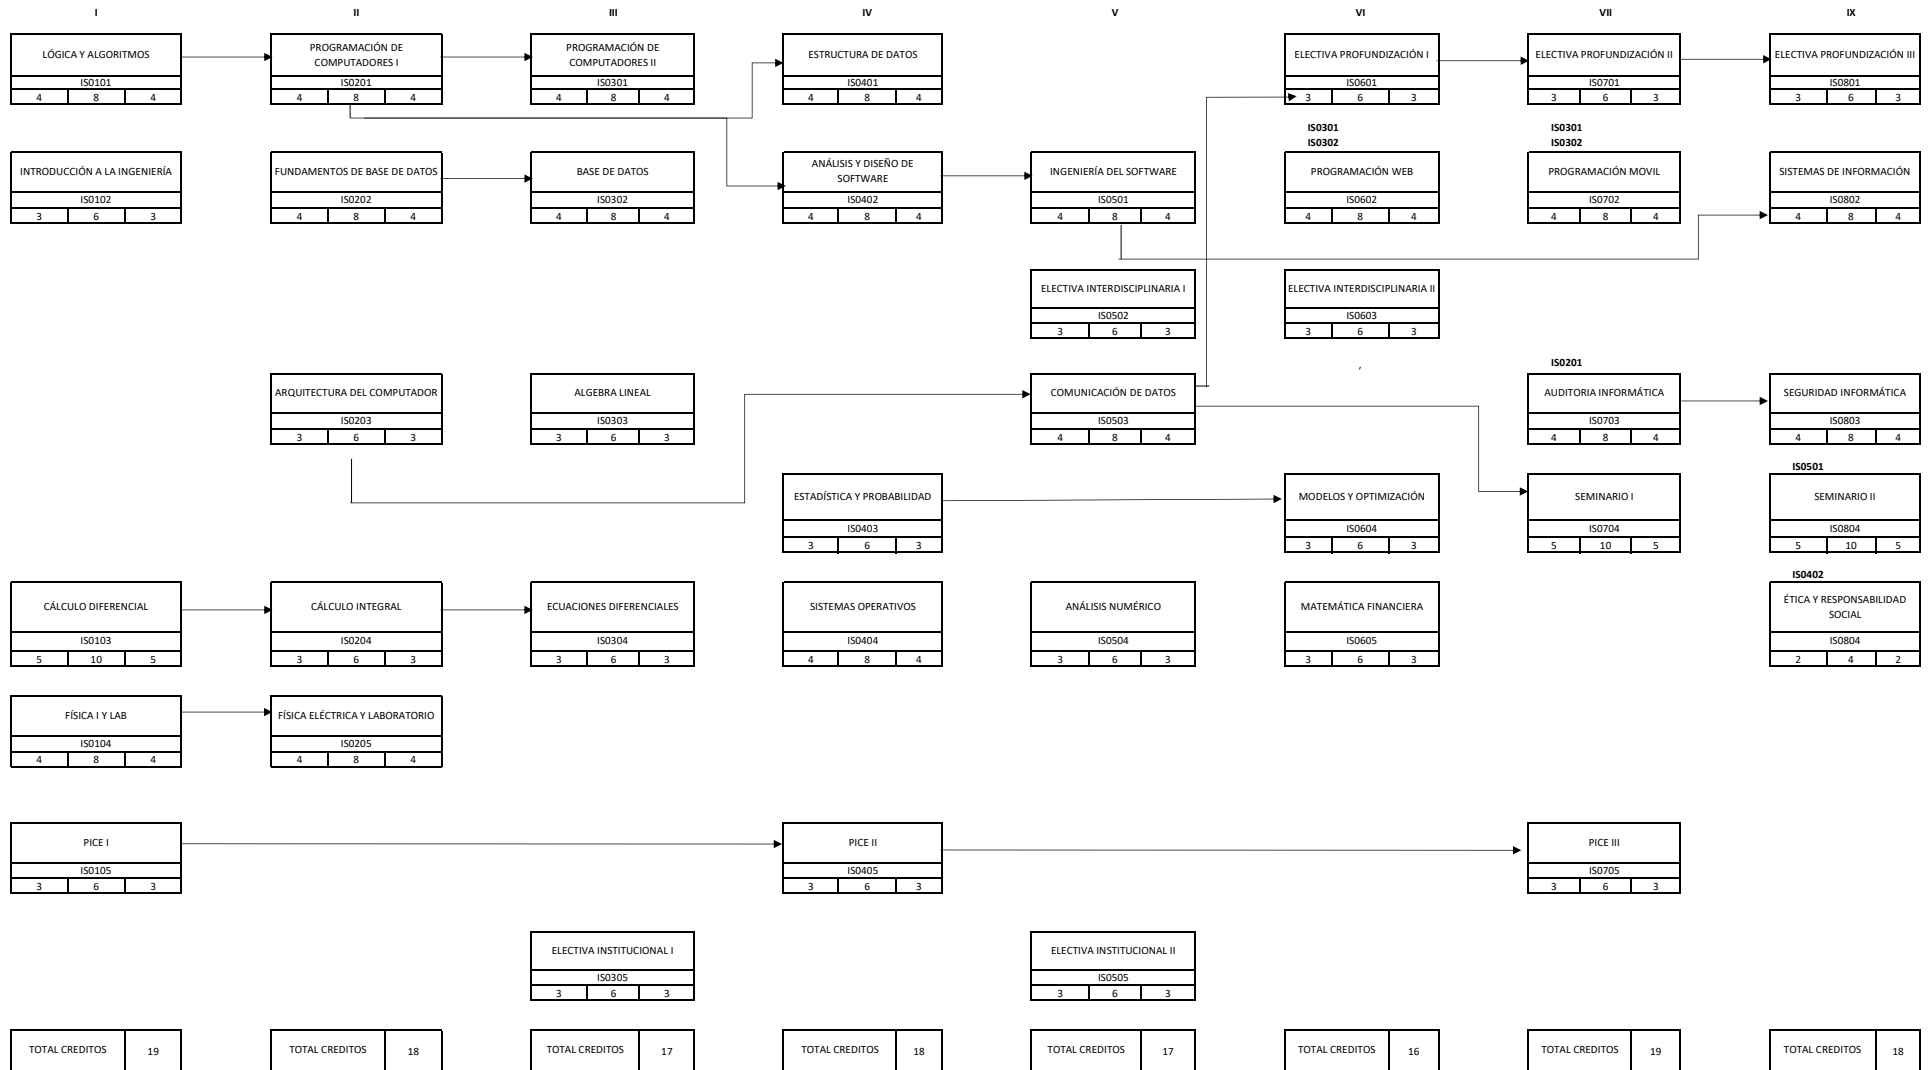 I II III IV V VI VII IX
LÓGICA Y ALGORITMOS
IS0101
4 8 4
PROGRAMACIÓN DE
COMPUTADORES I
IS0201
4 8 4
PROGRAMACIÓN DE
COMPUTADORES II
IS0301
4 8 4
ESTRUCTURA DE DATOS
IS0401
4 8 4
ELECTIVA PROFUNDIZACIÓN I
IS0601
3 6 3
ELECTIVA PROFUNDIZACIÓN II
IS0701
3 6 3
ELECTIVA PROFUNDIZACIÓN III
IS0801
3 6 3
INTRODUCCIÓN A LA INGENIERÍA
IS0102
3 6 3
FUNDAMENTOS DE BASE DE DATOS
IS0202
4 8 4
BASE DE DATOS
IS0302
4 8 4
ANÁLISIS Y DISEÑO DE
SOFTWARE
IS0402
4 8 4
INGENIERÍA DEL SOFTWARE
IS0501
4 8 4
IS0301
IS0302
PROGRAMACIÓN WEB
IS0602
4 8 4
IS0301
IS0302
PROGRAMACIÓN MOVIL
IS0702
4 8 4
SISTEMAS DE INFORMACIÓN
IS0802
4 8 4
ELECTIVA INTERDISCIPLINARIA I
IS0502
3 6 3
ELECTIVA INTERDISCIPLINARIA II
IS0603
3 6 3
,
ARQUITECTURA DEL COMPUTADOR
IS0203
3 6 3
ALGEBRA LINEAL
IS0303
3 6 3
COMUNICACIÓN DE DATOS
IS0503
4 8 4
IS0201
AUDITORIA INFORMÁTICA
IS0703
4 8 4
SEGURIDAD INFORMÁTICA
IS0803
4 8 4
ESTADÍSTICA Y PROBABILIDAD
IS0403
3 6 3
MODELOS Y OPTIMIZACIÓN
IS0604
3 6 3
SEMINARIO I
IS0704
5 10 5
IS0501
SEMINARIO II
IS0804
5 10 5
CÁLCULO DIFERENCIAL
IS0103
5 10 5
CÁLCULO INTEGRAL
IS0204
3 6 3
ECUACIONES DIFERENCIALES
IS0304
3 6 3
SISTEMAS OPERATIVOS
IS0404
4 8 4
ANÁLISIS NUMÉRICO
IS0504
3 6 3
MATEMÁTICA FINANCIERA
IS0605
3 6 3
IS0402
ÉTICA Y RESPONSABILIDAD
SOCIAL
IS0804
2 4 2
FÍSICA I Y LAB
IS0104
4 8 4
FÍSICA ELÉCTRICA Y LABORATORIO
IS0205
4 8 4
PICE I
IS0105
3 6 3
PICE II
IS0405
3 6 3
PICE III
IS0705
3 6 3
ELECTIVA INSTITUCIONAL I
IS0305
3 6 3
ELECTIVA INSTITUCIONAL II
IS0505
3 6 3
TOTAL CREDITOS 19
TOTAL CREDITOS 18
TOTAL CREDITOS 17
TOTAL CREDITOS 18
TOTAL CREDITOS 17
TOTAL CREDITOS 16
TOTAL CREDITOS 19
TOTAL CREDITOS 18